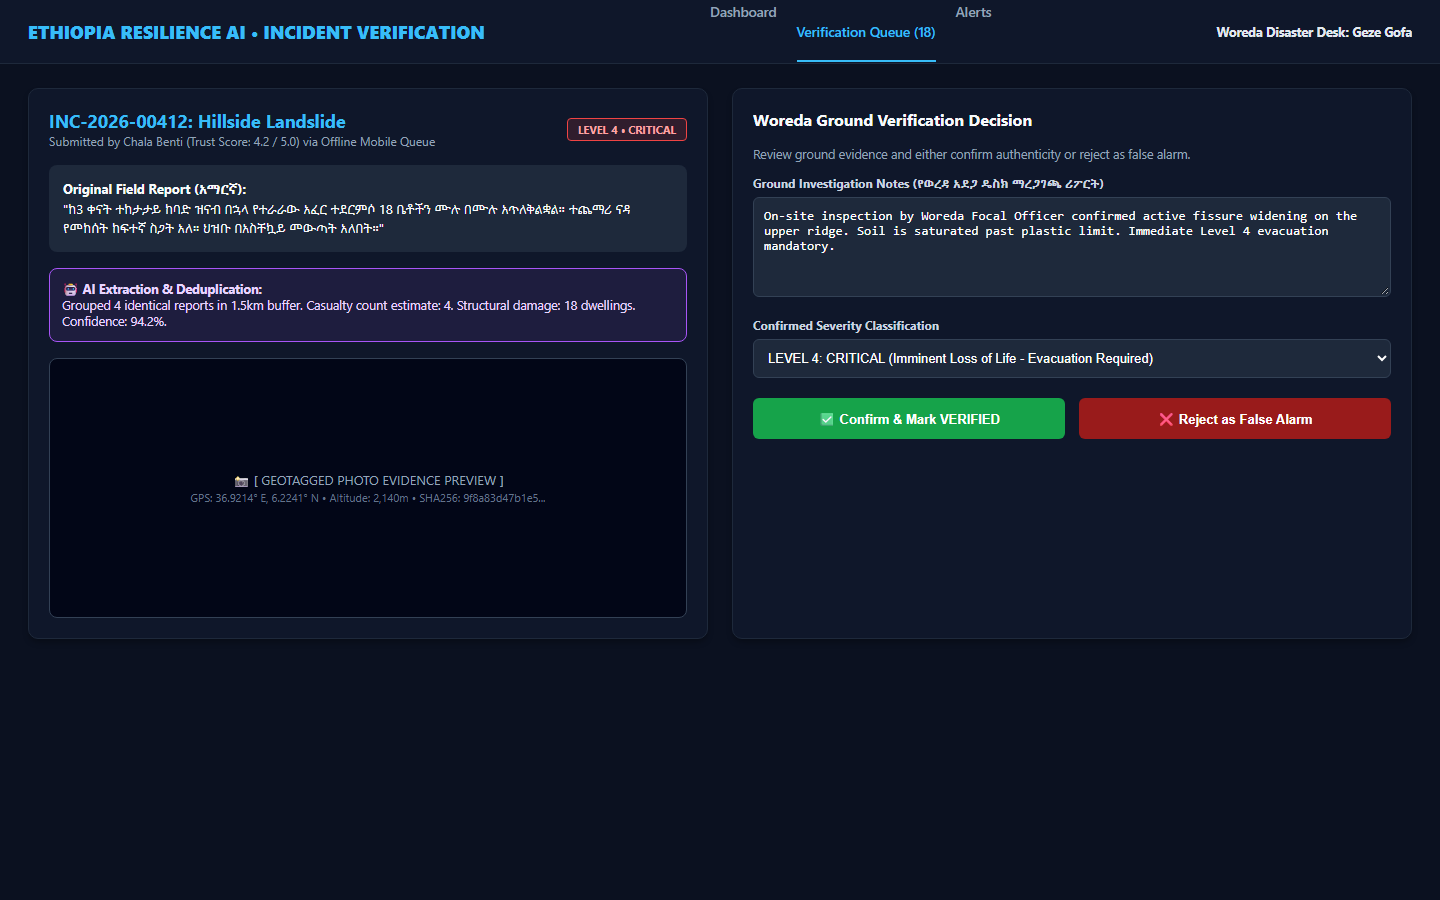 ETHIOPIA RESILIENCE AI • INCIDENT VERIFICATION
Dashboard
Verification Queue (18)
Alerts
Woreda Disaster Desk: Geze Gofa
INC-2026-00412: Hillside Landslide
Submitted by Chala Benti (Trust Score: 4.2 / 5.0) via Offline Mobile Queue
LEVEL 4 • CRITICAL
Original Field Report (አማርኛ):
"ከ3 ቀናት ተከታታይ ከባድ ዝናብ በኋላ የተራራው አፈር ተደርምሶ 18 ቤቶችን ሙሉ በሙሉ አጥለቅልቋል። ተጨማሪ ናዳ
የመከሰት ከፍተኛ ስጋት አለ። ህዝቡ በአስቸኳይ መውጣት አለበት።"
🤖 AI Extraction & Deduplication:
Grouped 4 identical reports in 1.5km buffer. Casualty count estimate: 4. Structural damage: 18 dwellings.
Confidence: 94.2%.
📸 [ GEOTAGGED PHOTO EVIDENCE PREVIEW ]
GPS: 36.9214° E, 6.2241° N • Altitude: 2,140m • SHA256: 9f8a83d47b1e5...
Woreda Ground Verification Decision
Review ground evidence and either confirm authenticity or reject as false alarm.
Ground Investigation Notes (የወረዳ አደጋ ዴስክ ማረጋገጫ ሪፖርት)
On-site inspection by Woreda Focal Officer confirmed active fissure widening on the
upper ridge. Soil is saturated past plastic limit. Immediate Level 4 evacuation
mandatory.
Confirmed Severity Classification
LEVEL 4: CRITICAL (Imminent Loss of Life - Evacuation Required)
✅ Confirm & Mark VERIFIED
❌ Reject as False Alarm